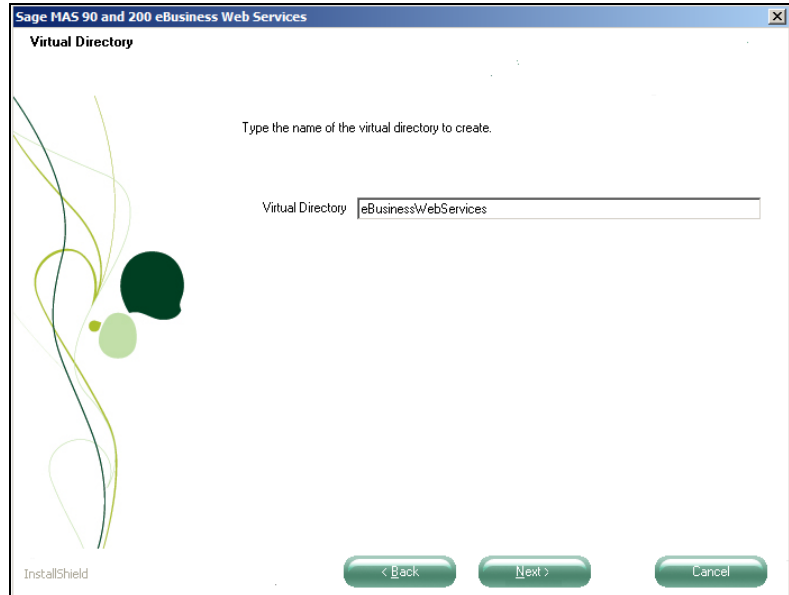 Sage MAS 90 and 200 eBusiness Web Services
Virtual Directory
Type the name of the virtual directory to create.
Virtual Directory eBusinessWebServices
InstallShield < Back Next > Cancel